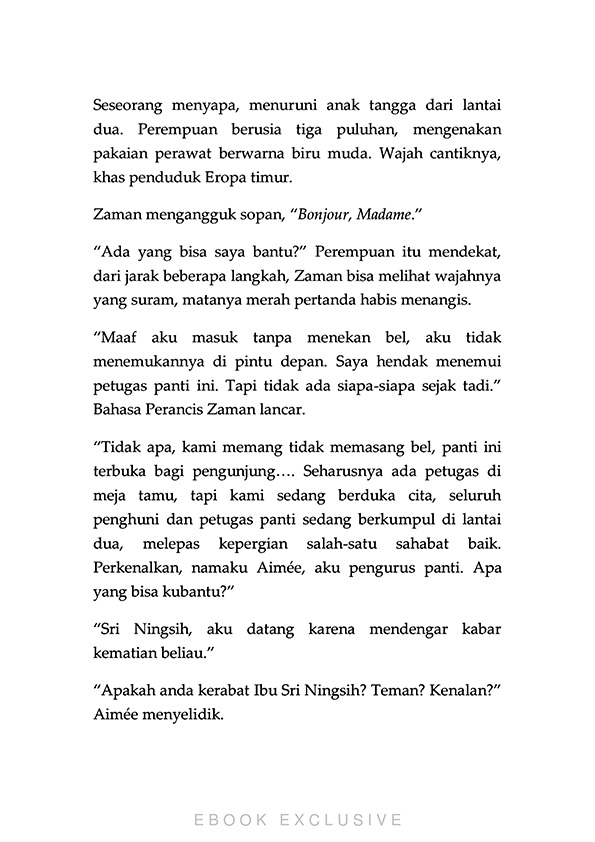 Seseorang menyapa, menuruni anak tangga dari lantai
dua. Perempuan berusia tiga puluhan, mengenakan
pakaian perawat berwarna biru muda. Wajah cantiknya,
khas penduduk Eropa timur.
Zaman mengangguk sopan, “Bonjour, Madame.”
“Ada yang bisa saya bantu?” Perempuan itu mendekat,
dari jarak beberapa langkah, Zaman bisa melihat wajahnya
yang suram, matanya merah pertanda habis menangis.
“Maaf aku masuk tanpa menekan bel, aku tidak
menemukannya di pintu depan. Saya hendak menemui
petugas panti ini. Tapi tidak ada siapa-siapa sejak tadi.”
Bahasa Perancis Zaman lancar.
“Tidak apa, kami memang tidak memasang bel, panti ini
terbuka bagi pengunjung…. Seharusnya ada petugas di
meja tamu, tapi kami sedang berduka cita, seluruh
penghuni dan petugas panti sedang berkumpul di lantai
dua, melepas kepergian salah-satu sahabat baik.
Perkenalkan, namaku Aimée, aku pengurus panti. Apa
yang bisa kubantu?”
“Sri Ningsih, aku datang karena mendengar kabar
kematian beliau.”
“Apakah anda kerabat Ibu Sri Ningsih? Teman? Kenalan?”
Aimée menyelidik.
EBOOK EXCLUSIVE